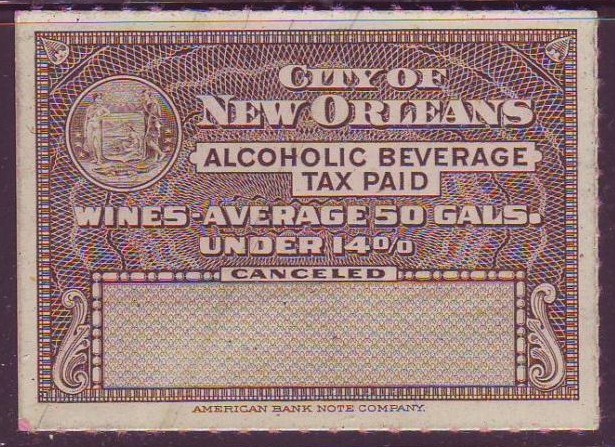 CITY OF
NEW ORLEANS
ALCOHOLIC BEVERAGE
TAX PAID
WINES-AVERAGE 50 GALS.
UNDER 14%
CANCELED
AMERICAN BANK NOTE COMPANY.